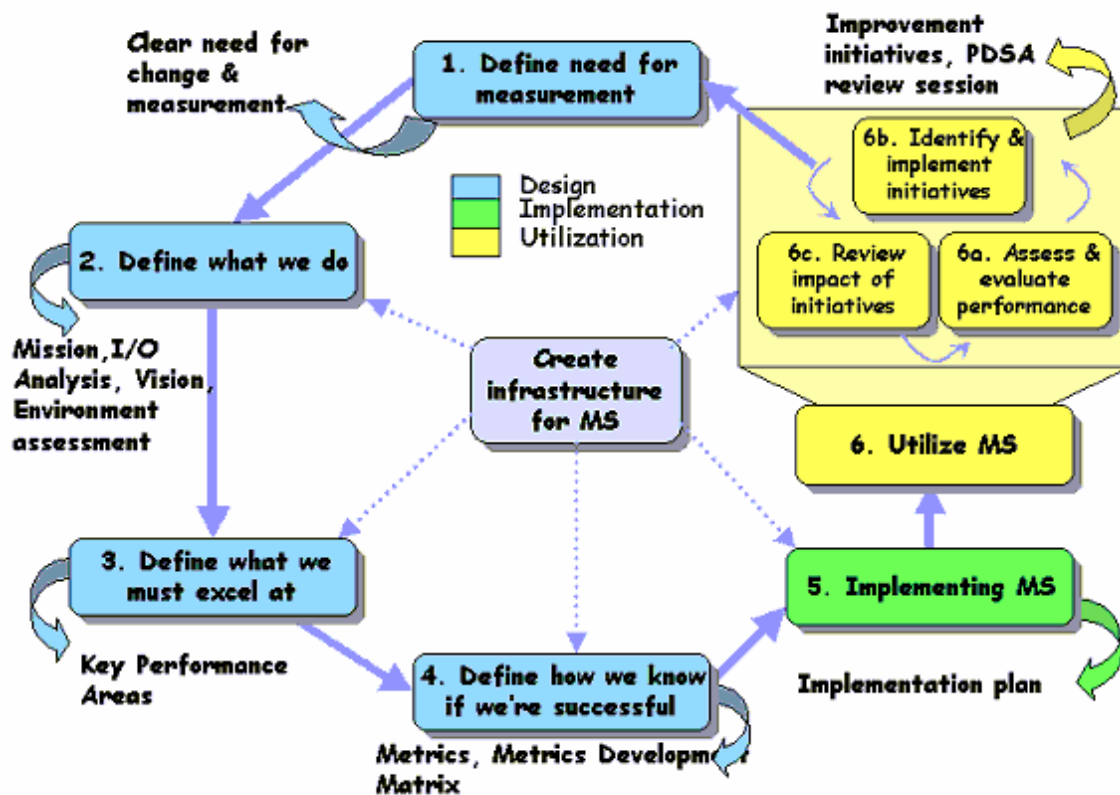 Clear need for
change &
measurement
1. Define need for
measurement
Improvement
initiatives, PDSA
review session
6b. Identify &
implement
initiatives
6c. Review
impact of
initiatives
6a. Assess &
evaluate
performance
Design
Implementation
Utilization
2. Define what we do
Mission,I/O
Analysis, Vision,
Environment
assessment
Create
infrastructure
for MS
6. Utilize MS
3. Define what we
must excel at
5. Implementing MS
Key Performance
Areas
4. Define how we know
if we're successful
Implementation plan
Metrics, Metrics Development
Matrix